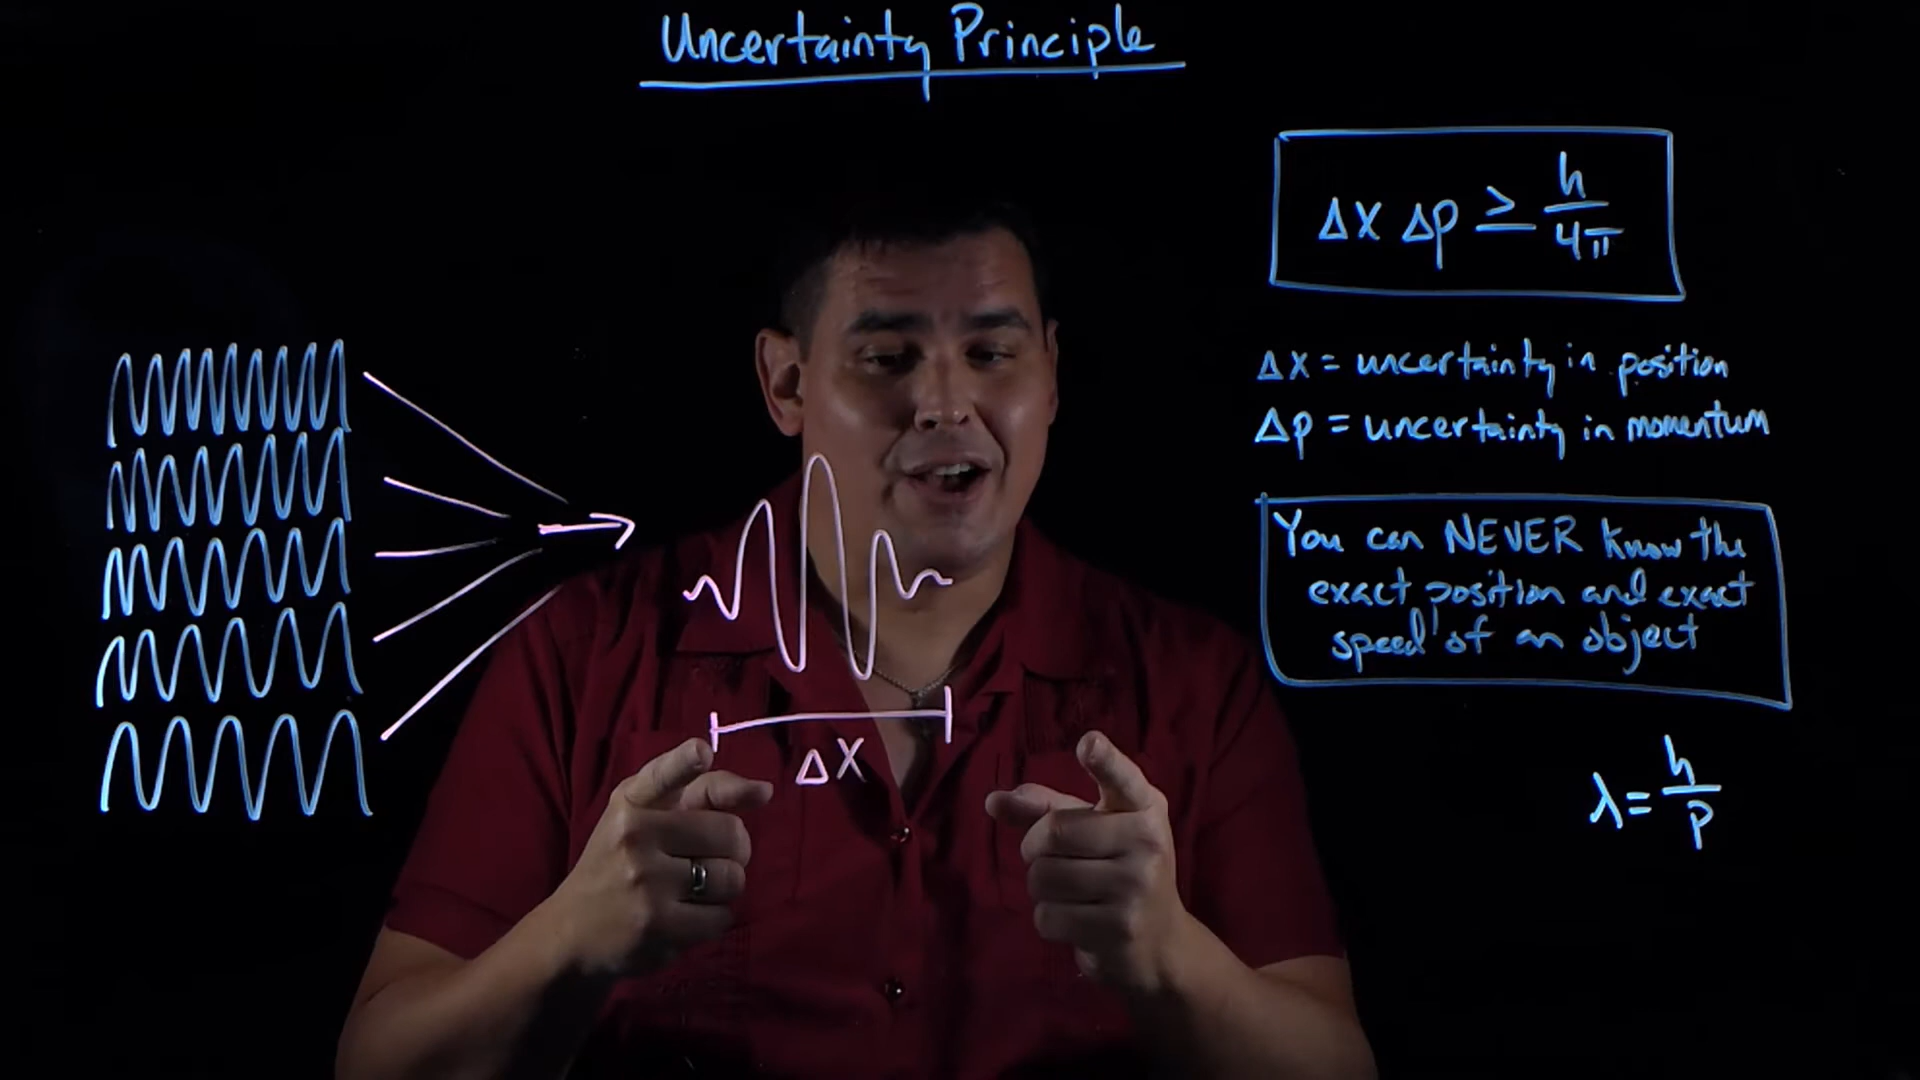 Uncertainty Principle
Δx Δp ≥ h/4π
Δx = uncertainty in position
Δp = uncertainty in momentum
You can NEVER know the
exact position and exact
speed of an object
Δx
λ = h/p